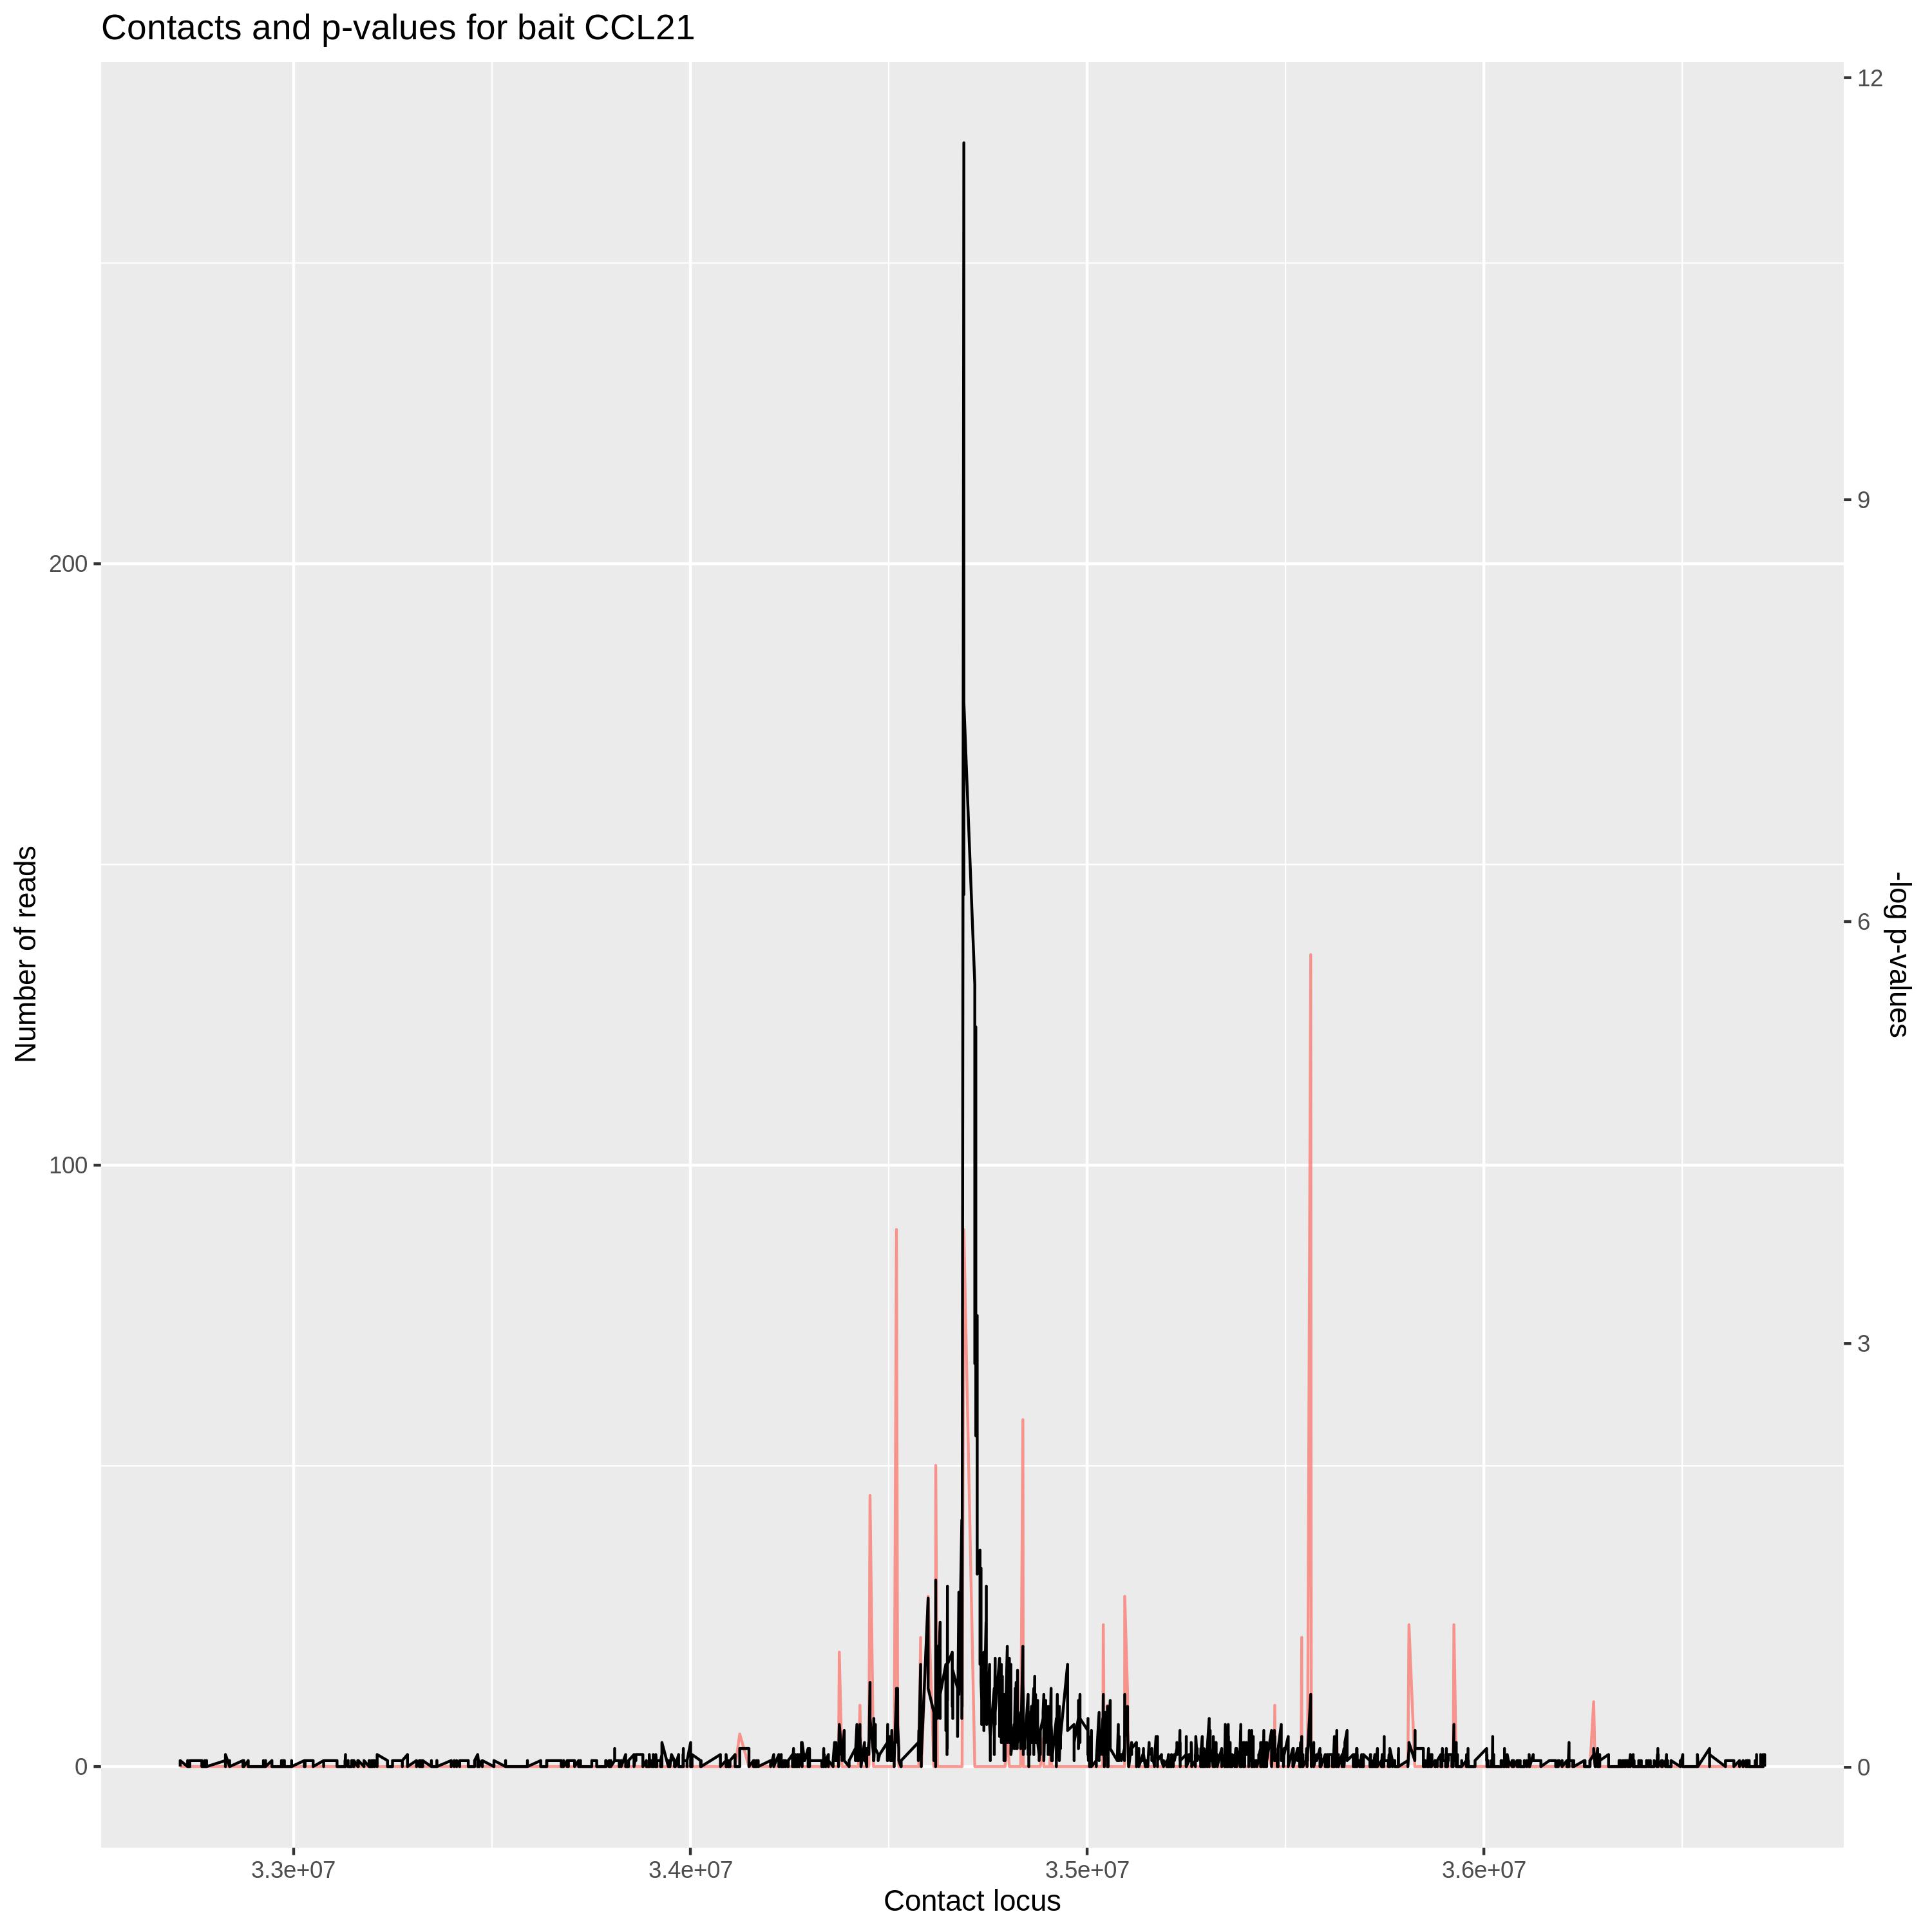 Contacts and p-values for bait CCL21
12
9
200
6
Number of reads
-log p-values
100
3
0
0
3.3e+07
3.4e+07
3.5e+07
3.6e+07
Contact locus